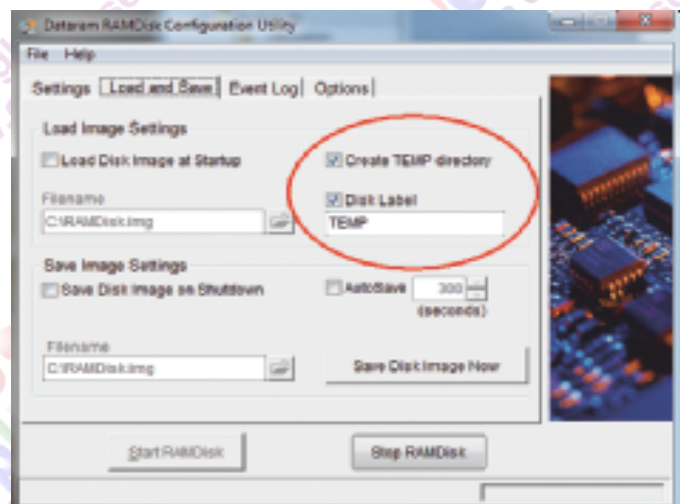 Dataram RAMDisk Configuration Utility
File Help
Settings Load and Save Event Log Options
Load Image Settings
Load Disk Image at Startup
Create TEMP directory
Filename
Disk Label
C:\RAMDisk.img
TEMP
Save Image Settings
Save Disk Image on Shutdown
AutoSave 300
(seconds)
Filename
C:\RAMDisk.img
Save Disk Image Now
Start RAMDisk
Stop RAMDisk